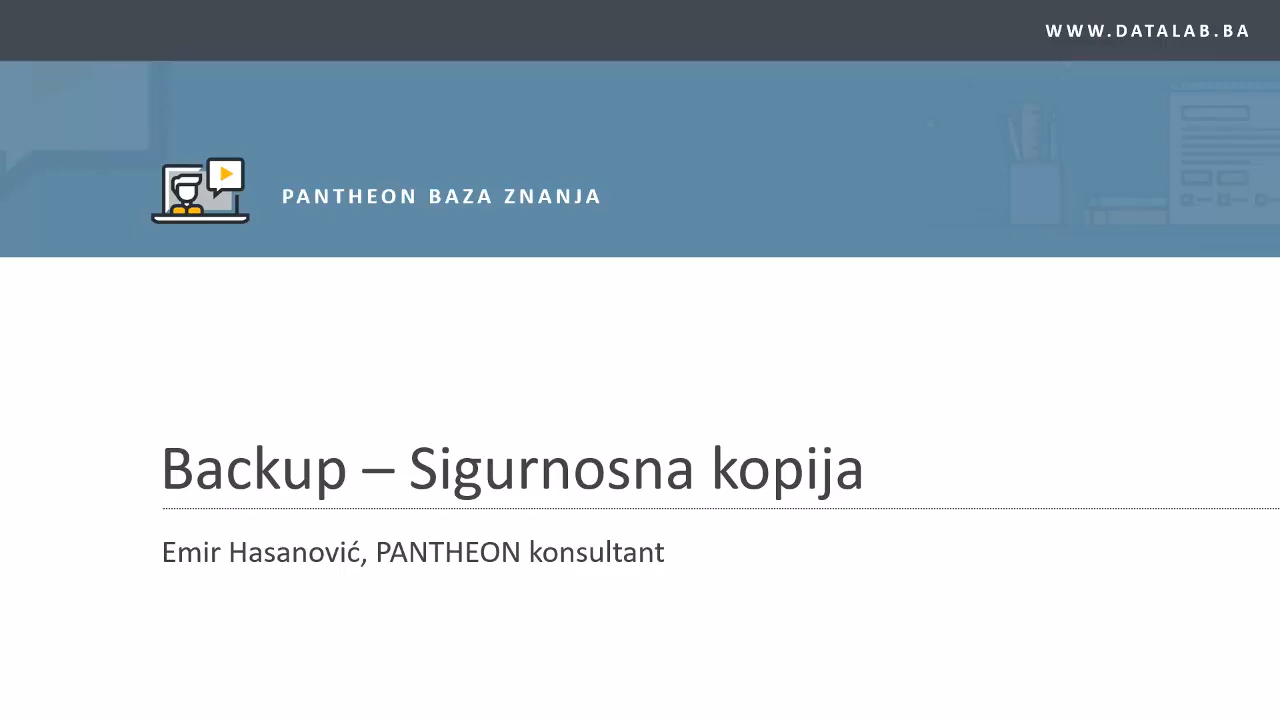 WWW.DATALAB.BA
PANTHEON BAZA ZNANJA
Backup – Sigurnosna kopija
Emir Hasanović, PANTHEON konsultant